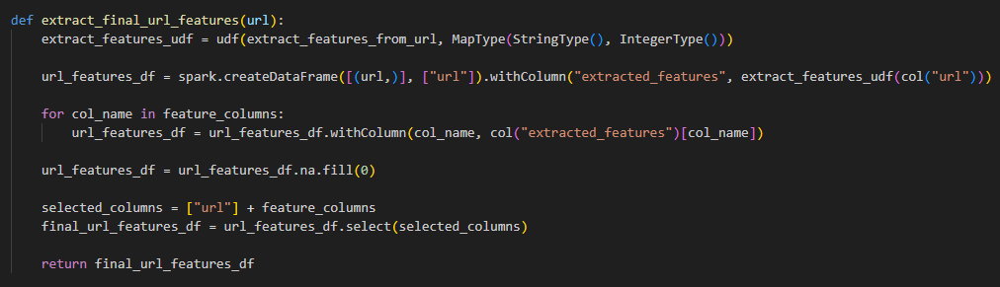 def extract_final_url_features(url):
    extract_features_udf = udf(extract_features_from_url, MapType(StringType(), IntegerType()))
    url_features_df = spark.createDataFrame([(url,)], ["url"]).withColumn("extracted_features", extract_features_udf(col("url")))
    for col_name in feature_columns:
        url_features_df = url_features_df.withColumn(col_name, col("extracted_features")[col_name])
    url_features_df = url_features_df.na.fill(0)
    selected_columns = ["url"] + feature_columns
    final_url_features_df = url_features_df.select(selected_columns)
    return final_url_features_df